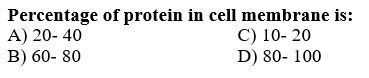 Percentage of protein in cell membrane is:
A) 20- 40 C) 10- 20
B) 60- 80 D) 80- 100